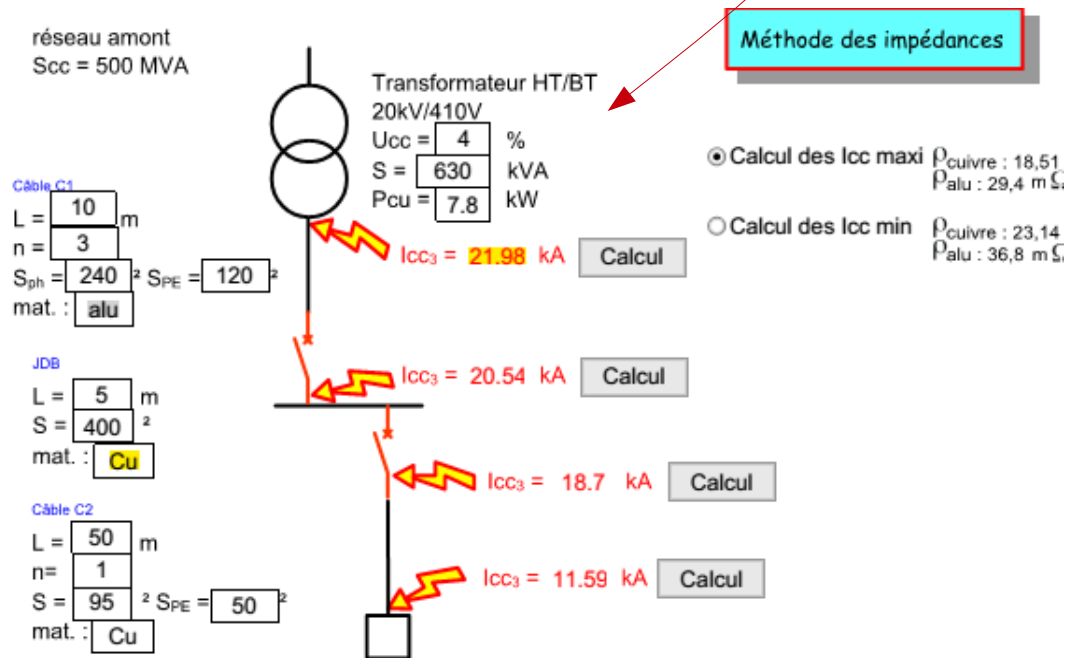 réseau amont
Scc = 500 MVA
Méthode des impédances
Transformateur HT/BT
20kV/410V
Ucc = 4 %
S = 630 kVA
Pcu = 7.8 kW
Calcul des Icc maxi ρcuivre : 18,51
ρalu : 29,4 m
Calcul des Icc min ρcuivre : 23,14
ρalu : 36,8 m
Câble C1
L = 10 m
n = 3
Sph = 240 ² SPE = 120 ²
mat. : alu
Icc3 = 21.98 kA Calcul
JDB
L = 5 m
S = 400 ²
mat. : Cu
Icc3 = 20.54 kA Calcul
Icc3 = 18.7 kA Calcul
Câble C2
L = 50 m
n= 1
S = 95 ² SPE = 50 ²
mat. : Cu
Icc3 = 11.59 kA Calcul